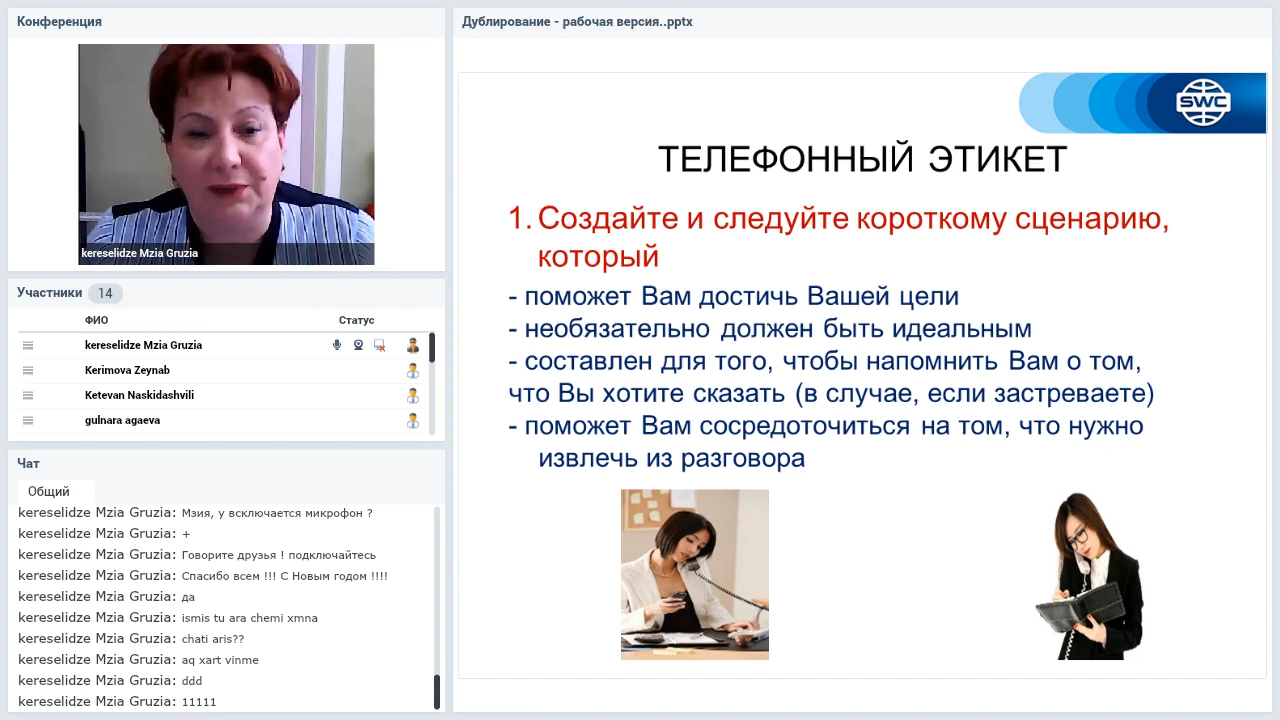 Конференция
kereselidze Mzia Gruzia
Участники 14
ФИО Статус
kereselidze Mzia Gruzia
Kerimova Zeynab
Ketevan Naskidashvili
gulnara agaeva
Чат
Общий
kereselidze Mzia Gruzia: Мзия, у всключается микрофон ?
kereselidze Mzia Gruzia: +
kereselidze Mzia Gruzia: Говорите друзья ! подключайтесь
kereselidze Mzia Gruzia: Спасибо всем !!! С Новым годом !!!!
kereselidze Mzia Gruzia: да
kereselidze Mzia Gruzia: ismis tu ara chemi xmna
kereselidze Mzia Gruzia: chati aris??
kereselidze Mzia Gruzia: aq xart vinme
kereselidze Mzia Gruzia: ddd
kereselidze Mzia Gruzia: 11111
Дублирование - рабочая версия..pptx
SWC
ТЕЛЕФОННЫЙ ЭТИКЕТ
1. Создайте и следуйте короткому сценарию,
который
- поможет Вам достичь Вашей цели
- необязательно должен быть идеальным
- составлен для того, чтобы напомнить Вам о том,
что Вы хотите сказать (в случае, если застреваете)
- поможет Вам сосредоточиться на том, что нужно
извлечь из разговора